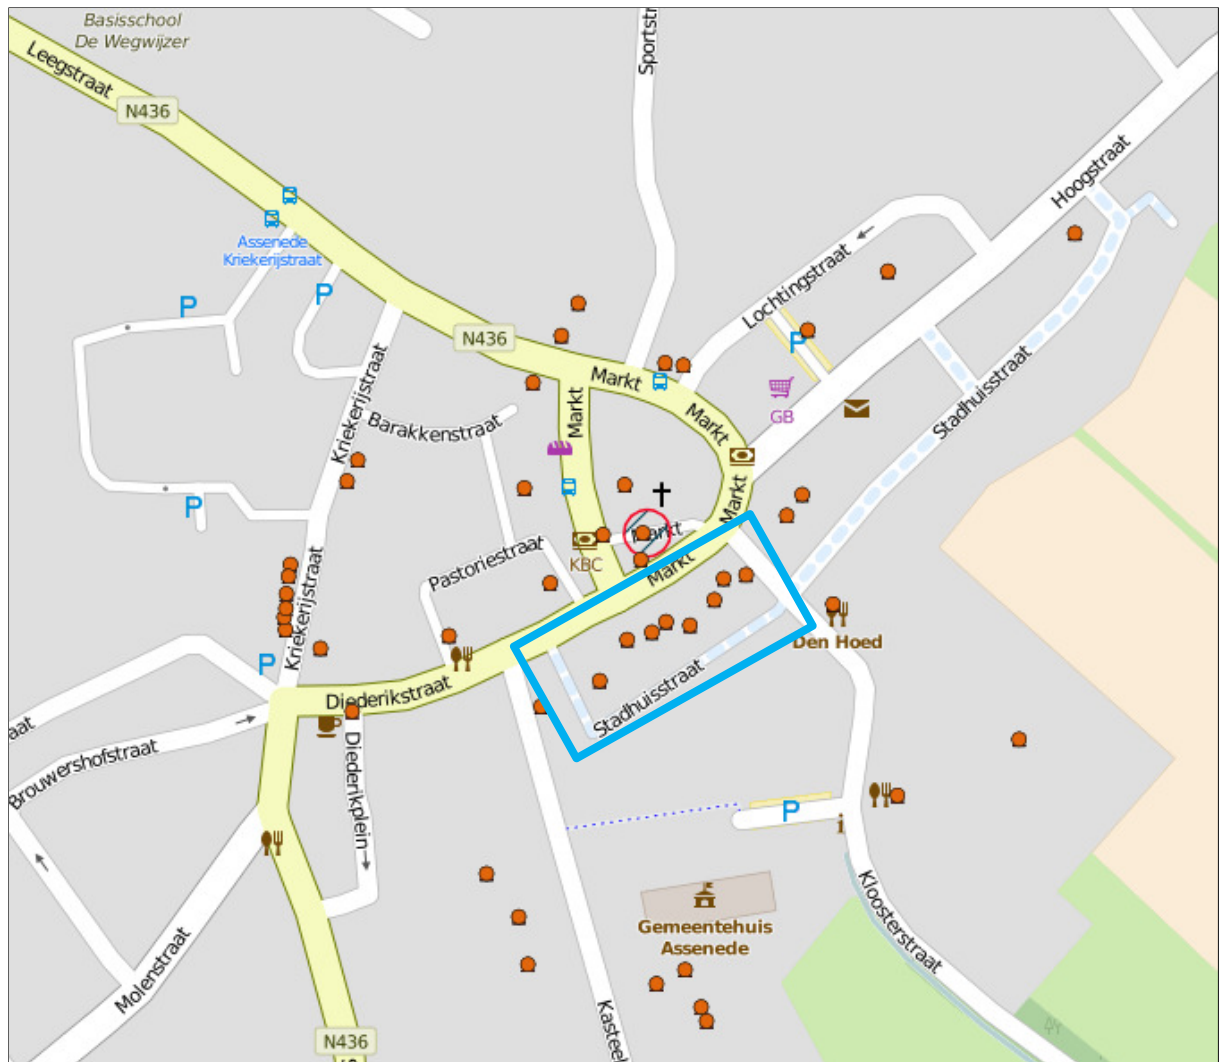 Basisschool
De Wegwijzer
Sportstr
Leegstraat
N436
Hoogstraat
Assenede
Kriekerijstraat
P
P
Lochtingstraat
N436
P
Markt
Markt
Markt
GB
Kriekerijstraat
Barakkenstraat
Stadhuisstraat
P
Markt
Markt
KBC
Markt
Pastoriestraat
Kriekerijstraat
P
Den Hoed
Diederikstraat
Stadhuisstraat
aat
Brouwershofstraat
Diederikplein
P
i
Gemeentehuis
Assenede
Kloosterstraat
Molenstraat
Kasteel
N436